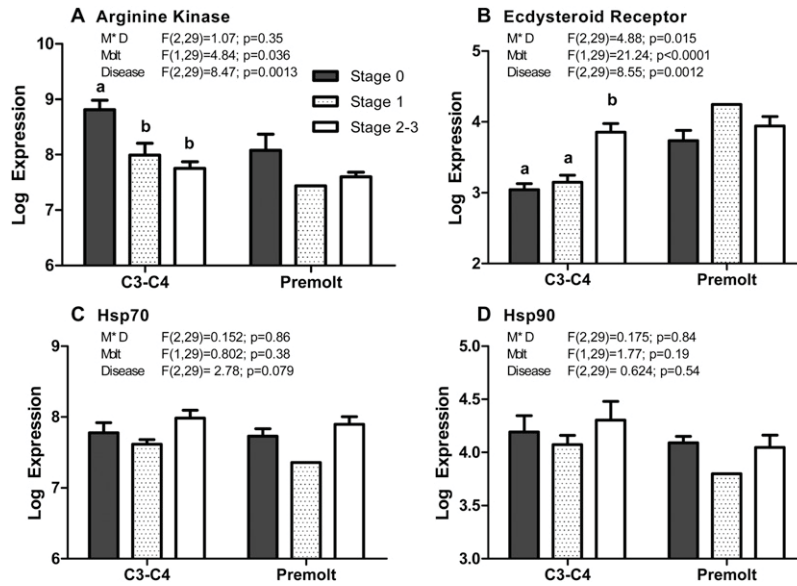 A Arginine Kinase
M* D F(2,29)=1.07; p=0.35
Molt F(1,29)=4.84; p=0.036
Disease F(2,29)=8.47; p=0.0013
Stage 0
Stage 1
Stage 2-3
a
b
b
Log Expression
9
8
7
6
10
C3-C4
Premolt
B Ecdysteroid Receptor
M* D F(2,29)=4.88; p=0.015
Molt F(1,29)=21.24; p<0.0001
Disease F(2,29)=8.55; p=0.0012
a
a
b
Log Expression
5
4
3
2
C3-C4
Premolt
C Hsp70
M* D F(2,29)=0.152; p=0.86
Molt F(1,29)=0.802; p=0.38
Disease F(2,29)= 2.78; p=0.079
Log Expression
9
8
7
6
C3-C4
Premolt
D Hsp90
M* D F(2,29)=0.175; p=0.84
Molt F(1,29)=1.77; p=0.19
Disease F(2,29)= 0.624; p=0.54
Log Expression
5.0
4.5
4.0
3.5
3.0
C3-C4
Premolt